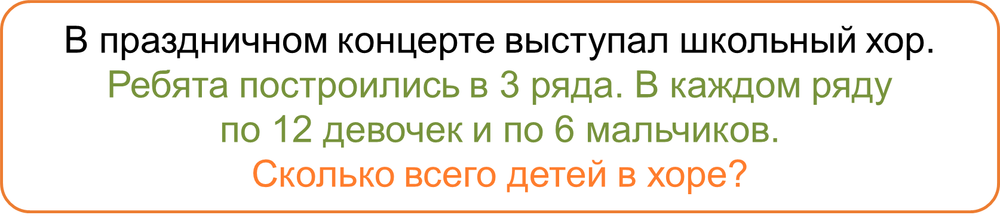 В праздничном концерте выступал школьный хор.
Ребята построились в 3 ряда. В каждом ряду
по 12 девочек и по 6 мальчиков.
Сколько всего детей в хоре?